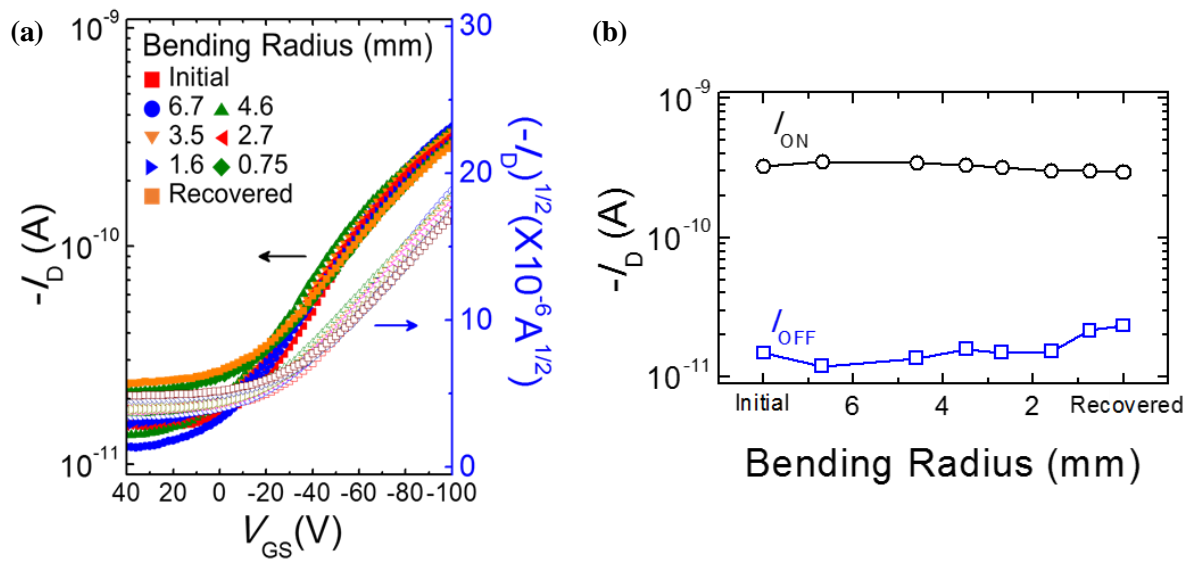 (a)
10⁻⁹
10⁻¹⁰
10⁻¹¹
-I_D (A)
Bending Radius (mm)
Initial
6.7 4.6
3.5 2.7
1.6 0.75
Recovered
30
20
10
0
(-I_D)^1/2 (X10⁻⁶ A^1/2)
40 20 0 -20 -40 -60 -80 -100
V_GS(V)
(b)
10⁻⁹
10⁻¹⁰
10⁻¹¹
-I_D (A)
I_ON
I_OFF
Initial 6 4 2 Recovered
Bending Radius (mm)